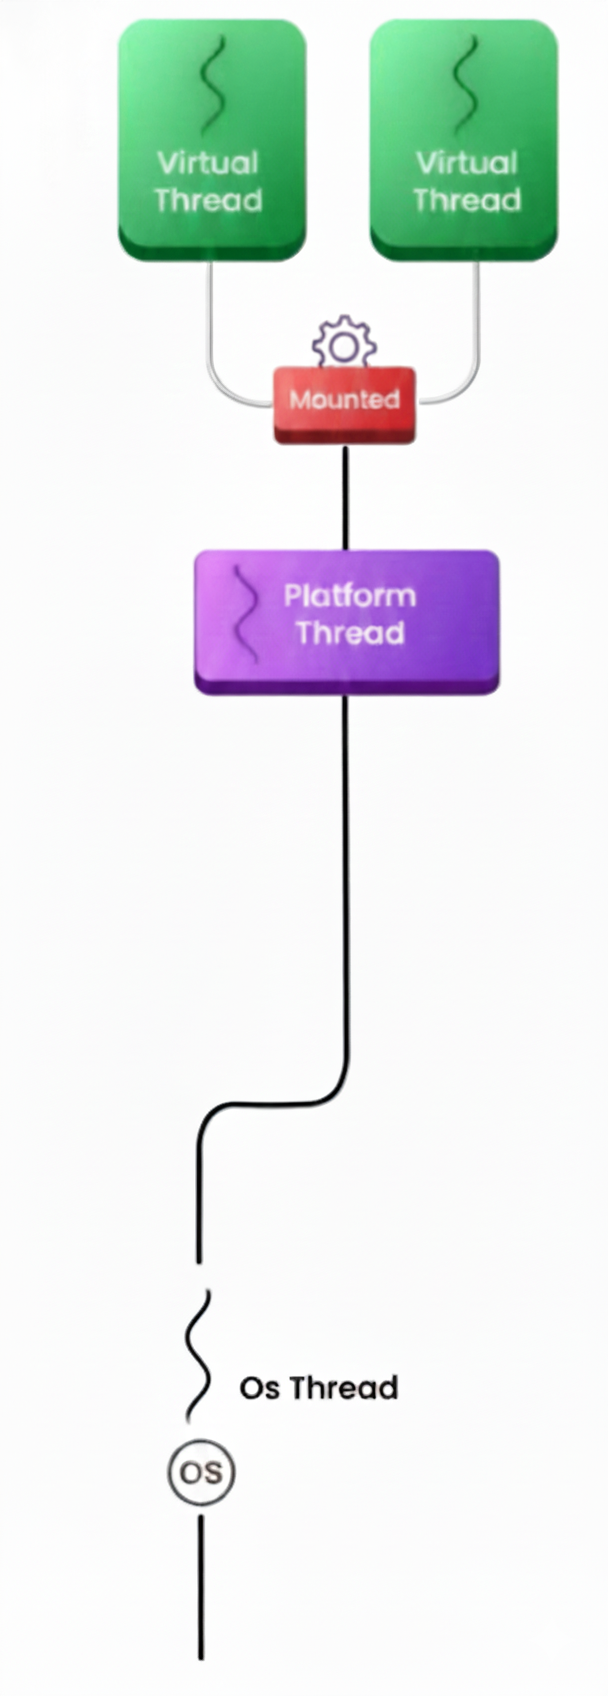 Virtual
Thread
Virtual
Thread
Mounted
Platform
Thread
Os Thread
OS